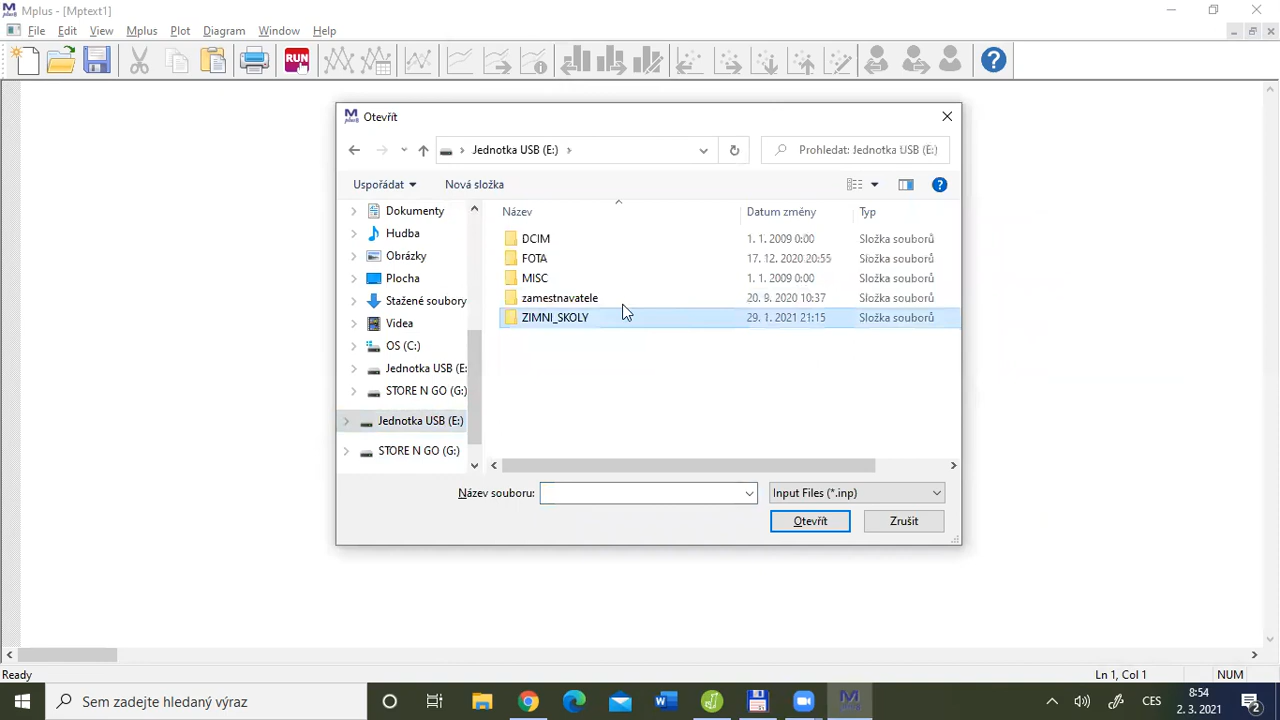 Mplus - [Mptext1]
File Edit View Mplus Plot Diagram Window Help
RUN
M plus Otevřít
Jednotka USB (E:)
Prohledat: Jednotka USB (E:)
Uspořádat
Nová složka
Název
Datum změny
Typ
Dokumenty
Hudba
Obrázky
Plocha
Stažené soubory
Videa
OS (C:)
Jednotka USB (E:
STORE N GO (G:)
Jednotka USB (E:)
STORE N GO (G:)
DCIM 1. 1. 2009 0:00 Složka souborů
FOTA 17. 12. 2020 20:55 Složka souborů
MISC 1. 1. 2009 0:00 Složka souborů
zamestnavatele 20. 9. 2020 10:37 Složka souborů
ZIMNI_SKOLY 29. 1. 2021 21:15 Složka souborů
Název souboru:
Input Files (*.inp)
Otevřít
Zrušit
Ready
Ln 1, Col 1
NUM
Sem zadejte hledaný výraz
CES
8:54
2. 3. 2021
2